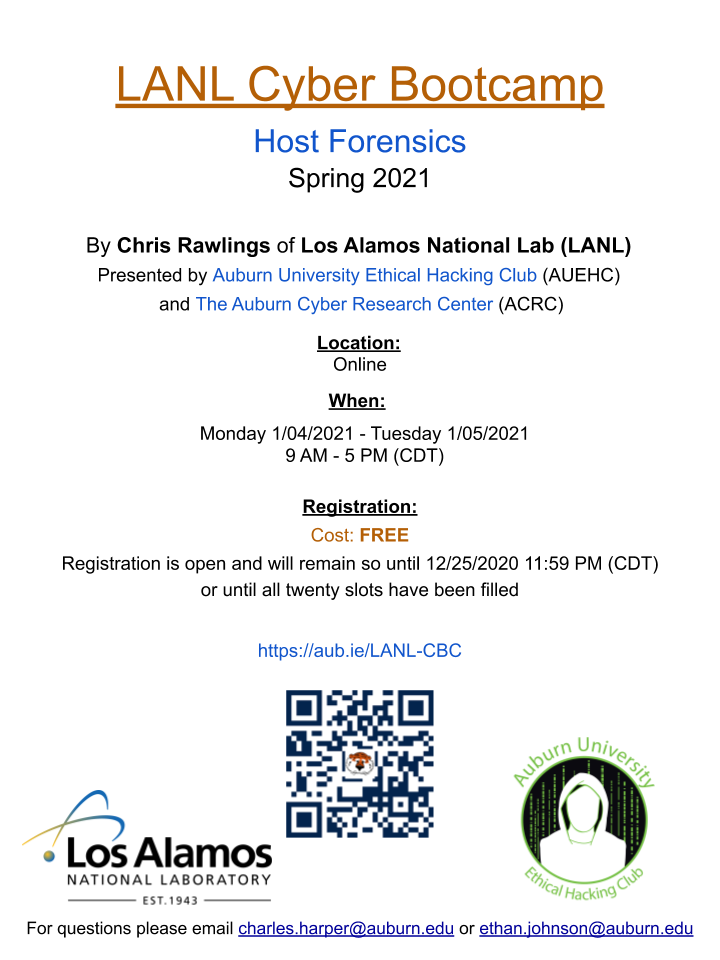 LANL Cyber Bootcamp
Host Forensics
Spring 2021
By Chris Rawlings of Los Alamos National Lab (LANL)
Presented by Auburn University Ethical Hacking Club (AUEHC)
and The Auburn Cyber Research Center (ACRC)
Location:
Online
When:
Monday 1/04/2021 - Tuesday 1/05/2021
9 AM - 5 PM (CDT)
Registration:
Cost: FREE
Registration is open and will remain so until 12/25/2020 11:59 PM (CDT)
or until all twenty slots have been filled
https://aub.ie/LANL-CBC
Los Alamos
NATIONAL LABORATORY
EST.1943
Auburn University
Ethical Hacking Club
For questions please email charles.harper@auburn.edu or ethan.johnson@auburn.edu